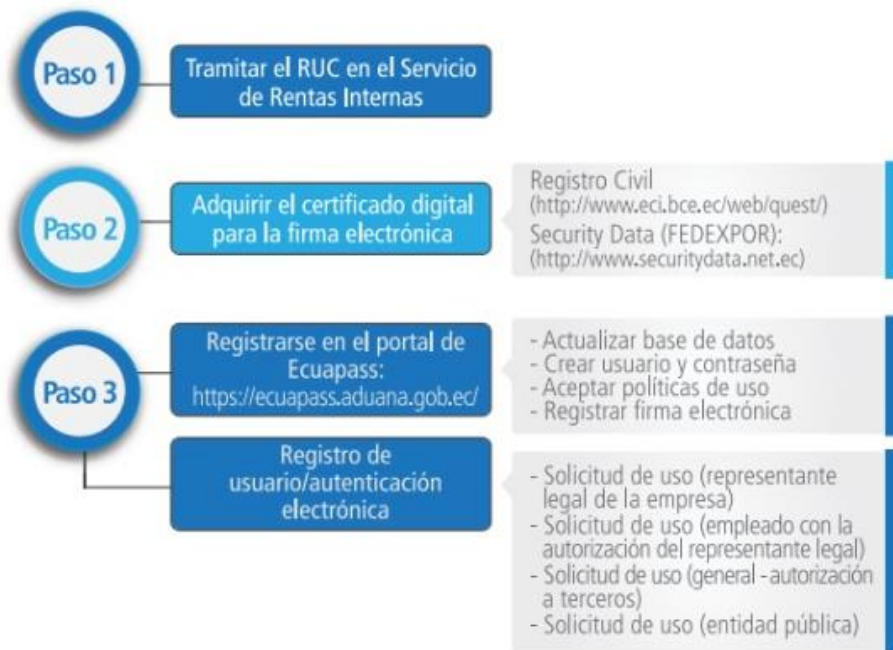 Paso 1
Tramitar el RUC en el Servicio
de Rentas Internas
Paso 2
Adquirir el certificado digital
para la firma electrónica
Registro Civil
(http://www.eci.bce.ec/web/quest/)
Security Data (FEDEXPOR):
(http://www.securitydata.net.ec)
Paso 3
Registrarse en el portal de
Ecuapass:
https://ecuapass.aduana.gob.ec/
- Actualizar base de datos
- Crear usuario y contraseña
- Aceptar políticas de uso
- Registrar firma electrónica
Registro de
usuario/autenticación
electrónica
- Solicitud de uso (representante
legal de la empresa)
- Solicitud de uso (empleado con la
autorización del representante legal)
- Solicitud de uso (general - autorización
a terceros)
- Solicitud de uso (entidad pública)